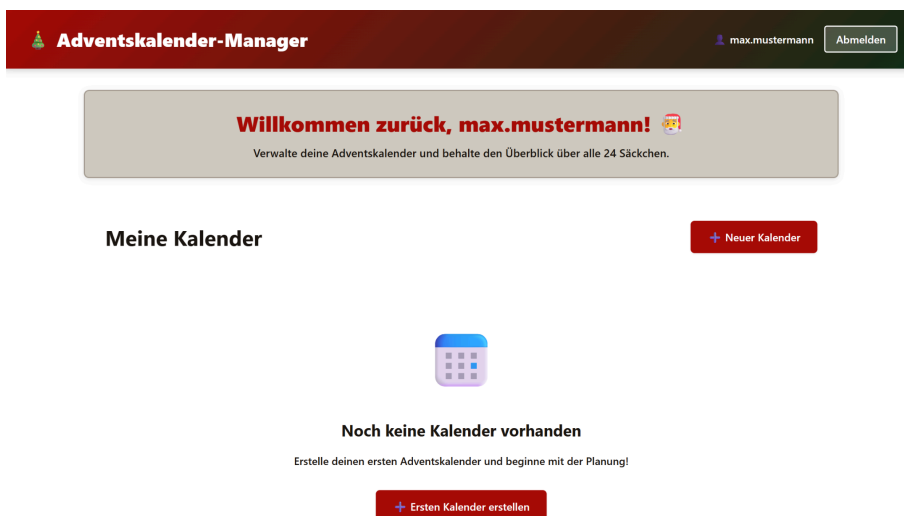 Adventskalender-Manager
max.mustermann
Abmelden
Willkommen zurück, max.mustermann!
Verwalte deine Adventskalender und behalte den Überblick über alle 24 Säckchen.
Meine Kalender
+ Neuer Kalender
Noch keine Kalender vorhanden
Erstelle deinen ersten Adventskalender und beginne mit der Planung!
+ Ersten Kalender erstellen